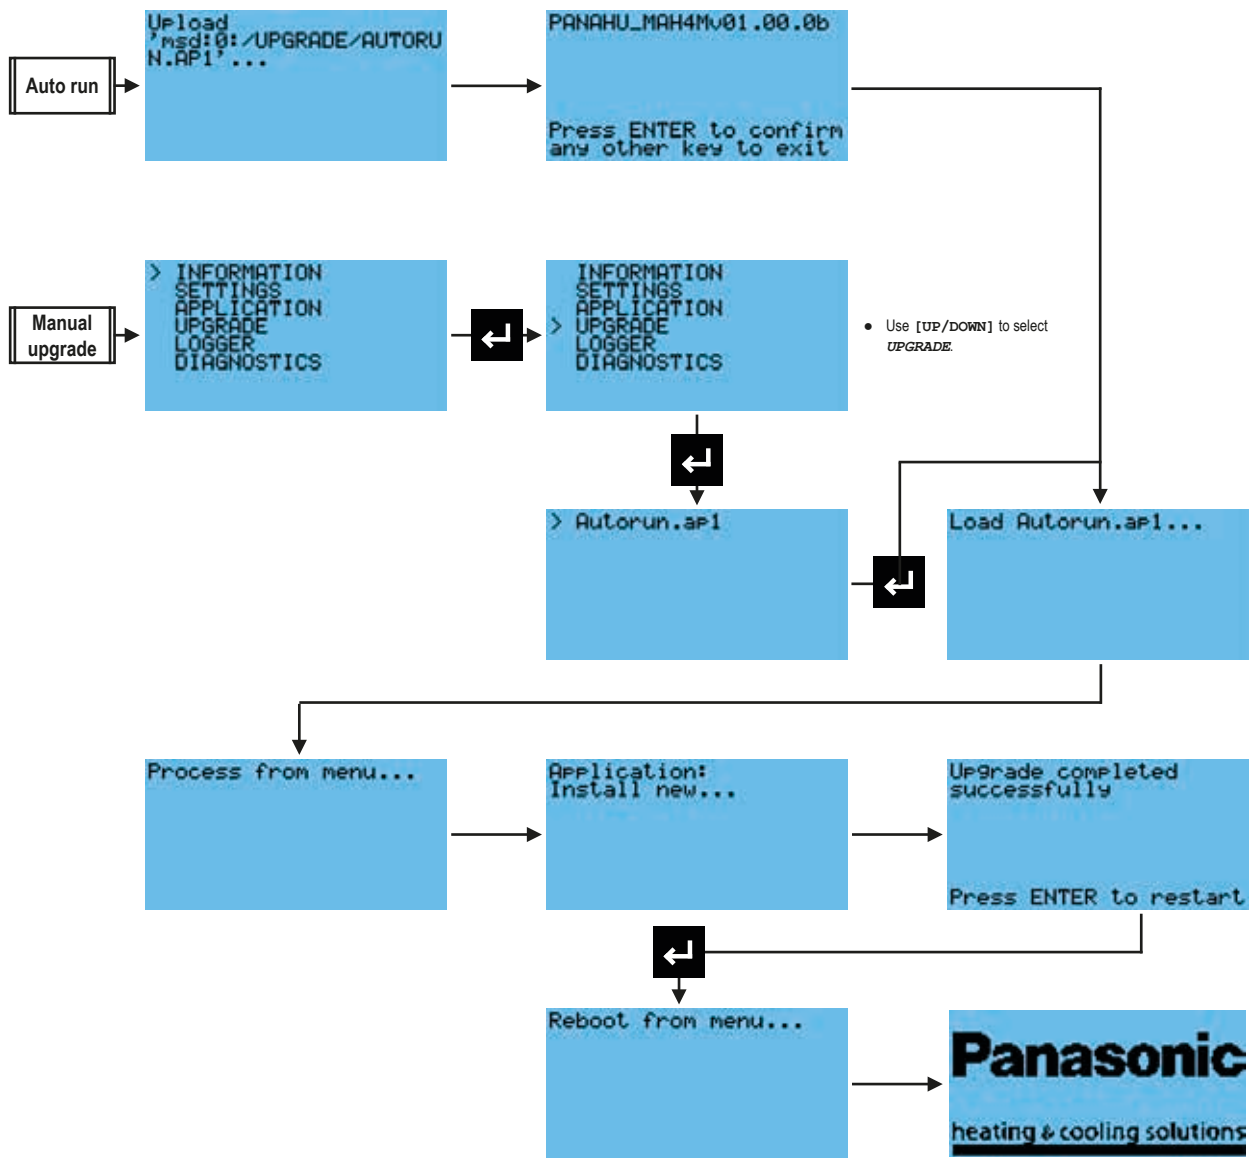 Auto run
Upload
'msd:0:/UPGRADE/AUTORU
N.AP1'...
PANAHU_MAH4Mv01.00.0b
Press ENTER to confirm
any other key to exit
Manual
upgrade
> INFORMATION
SETTINGS
APPLICATION
UPGRADE
LOGGER
DIAGNOSTICS
INFORMATION
SETTINGS
APPLICATION
> UPGRADE
LOGGER
DIAGNOSTICS
● Use [UP/DOWN] to select
UPGRADE.
> Autorun.ap1
Load Autorun.ap1...
Process from menu...
Application:
Install new...
Upgrade completed
successfully
Press ENTER to restart
Reboot from menu...
Panasonic
heating & cooling solutions